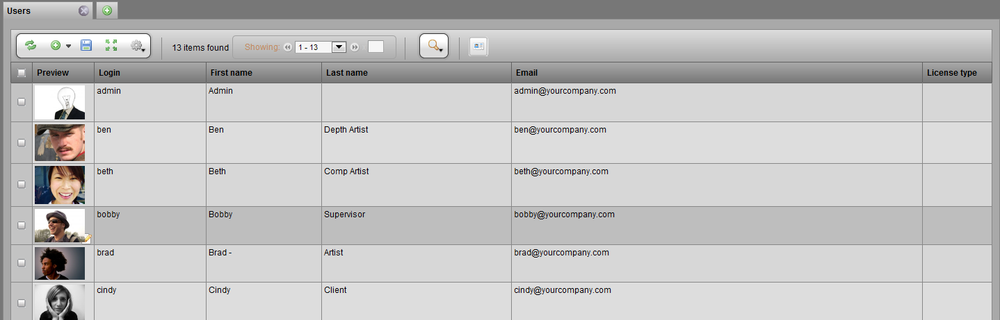 Users
13 items found Showing: 1 - 13
Preview Login First name Last name Email License type
admin Admin admin@yourcompany.com
ben Ben Depth Artist ben@yourcompany.com
beth Beth Comp Artist beth@yourcompany.com
bobby Bobby Supervisor bobby@yourcompany.com
brad Brad - Artist brad@yourcompany.com
cindy Cindy Client cindy@yourcompany.com